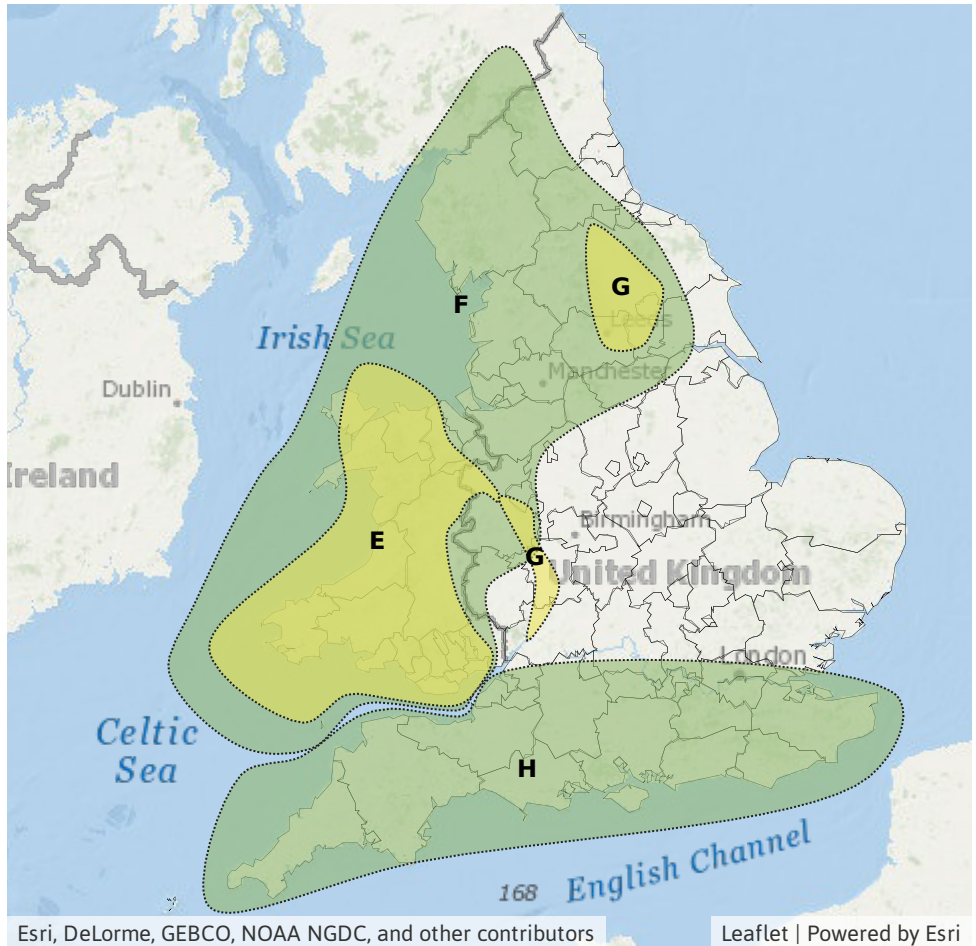 G
F
Leeds
Irish Sea
Manchester
Dublin
Ireland
Birmingham
E
G
United Kingdom
London
Celtic
Sea
H
English Channel
168
Esri, DeLorme, GEBCO, NOAA NGDC, and other contributors
Leaflet | Powered by Esri